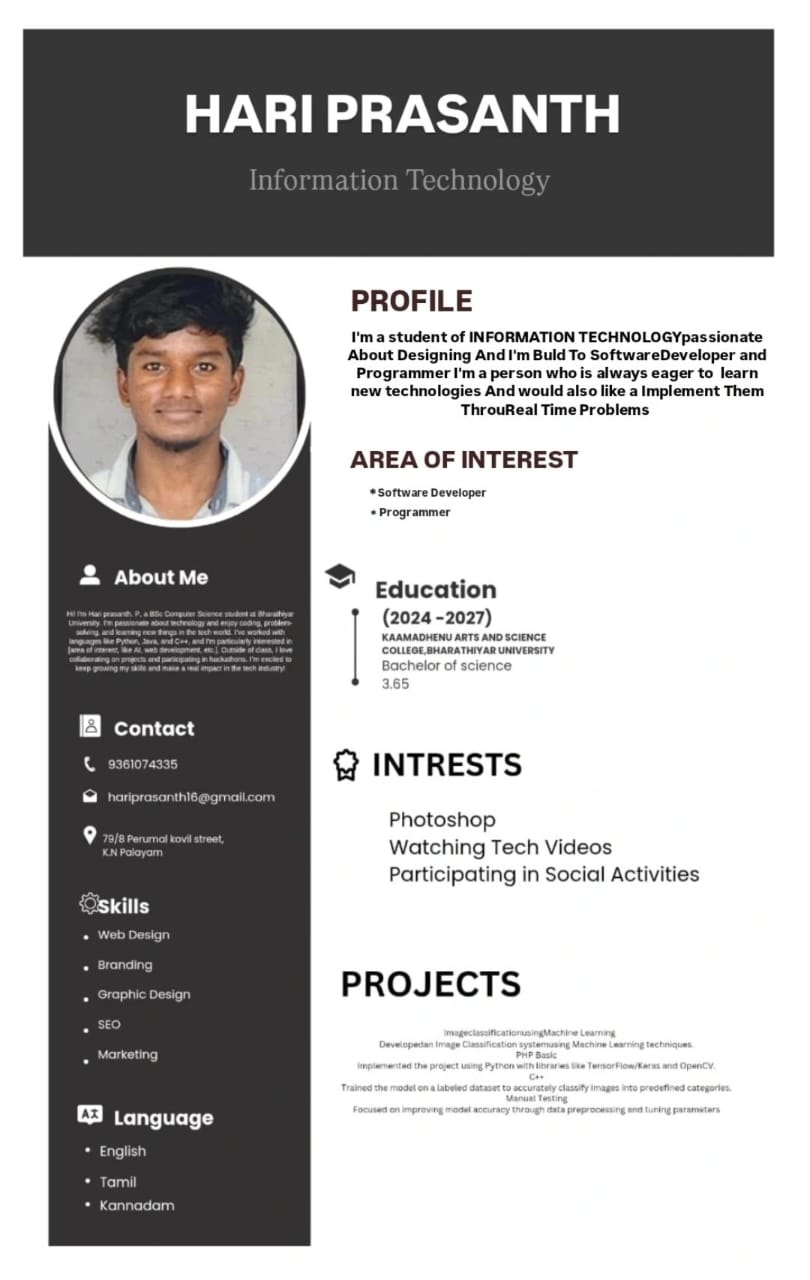 HARI PRASANTH
Information Technology
PROFILE
I'm a student of INFORMATION TECHNOLOGYpassionate
About Designing And I'm Buld To SoftwareDeveloper and
Programmer I'm a person who is always eager to learn
new technologies And would also like a Implement Them
ThrouReal Time Problems
AREA OF INTEREST
*Software Developer
* Programmer
About Me
Hi! I'm Hari prasanth. P, a BSc Computer Science student at Bharathiyar
University. I'm passionate about technology and enjoy coding, problem-
solving, and learning new things in the tech world. I've worked with
languages like Python, Java, and C++, and I'm particularly interested in
[area of interest, like AI, web development, etc.]. Outside of class, I love
collaborating on projects and participating in hackathons. I'm excited to
keep growing my skills and make a real impact in the tech industry!
Contact
9361074335
hariprasanth16@gmail.com
79/8 Perumal kovil street,
K.N Palayam
Skills
• Web Design
• Branding
• Graphic Design
• SEO
• Marketing
Language
• English
• Tamil
• Kannadam
Education
(2024 -2027)
KAAMADHENU ARTS AND SCIENCE
COLLEGE,BHARATHIYAR UNIVERSITY
Bachelor of science
3.65
INTRESTS
Photoshop
Watching Tech Videos
Participating in Social Activities
PROJECTS
ImageclassificationusingMachine Learning
Developedan Image Classification systemusing Machine Learning techniques.
PHP Basic
Implemented the project using Python with libraries like TensorFlow/Keras and OpenCV.
C++
Trained the model on a labeled dataset to accurately classify images into predefined categories.
Manual Testing
Focused on improving model accuracy through data preprocessing and tuning parameters